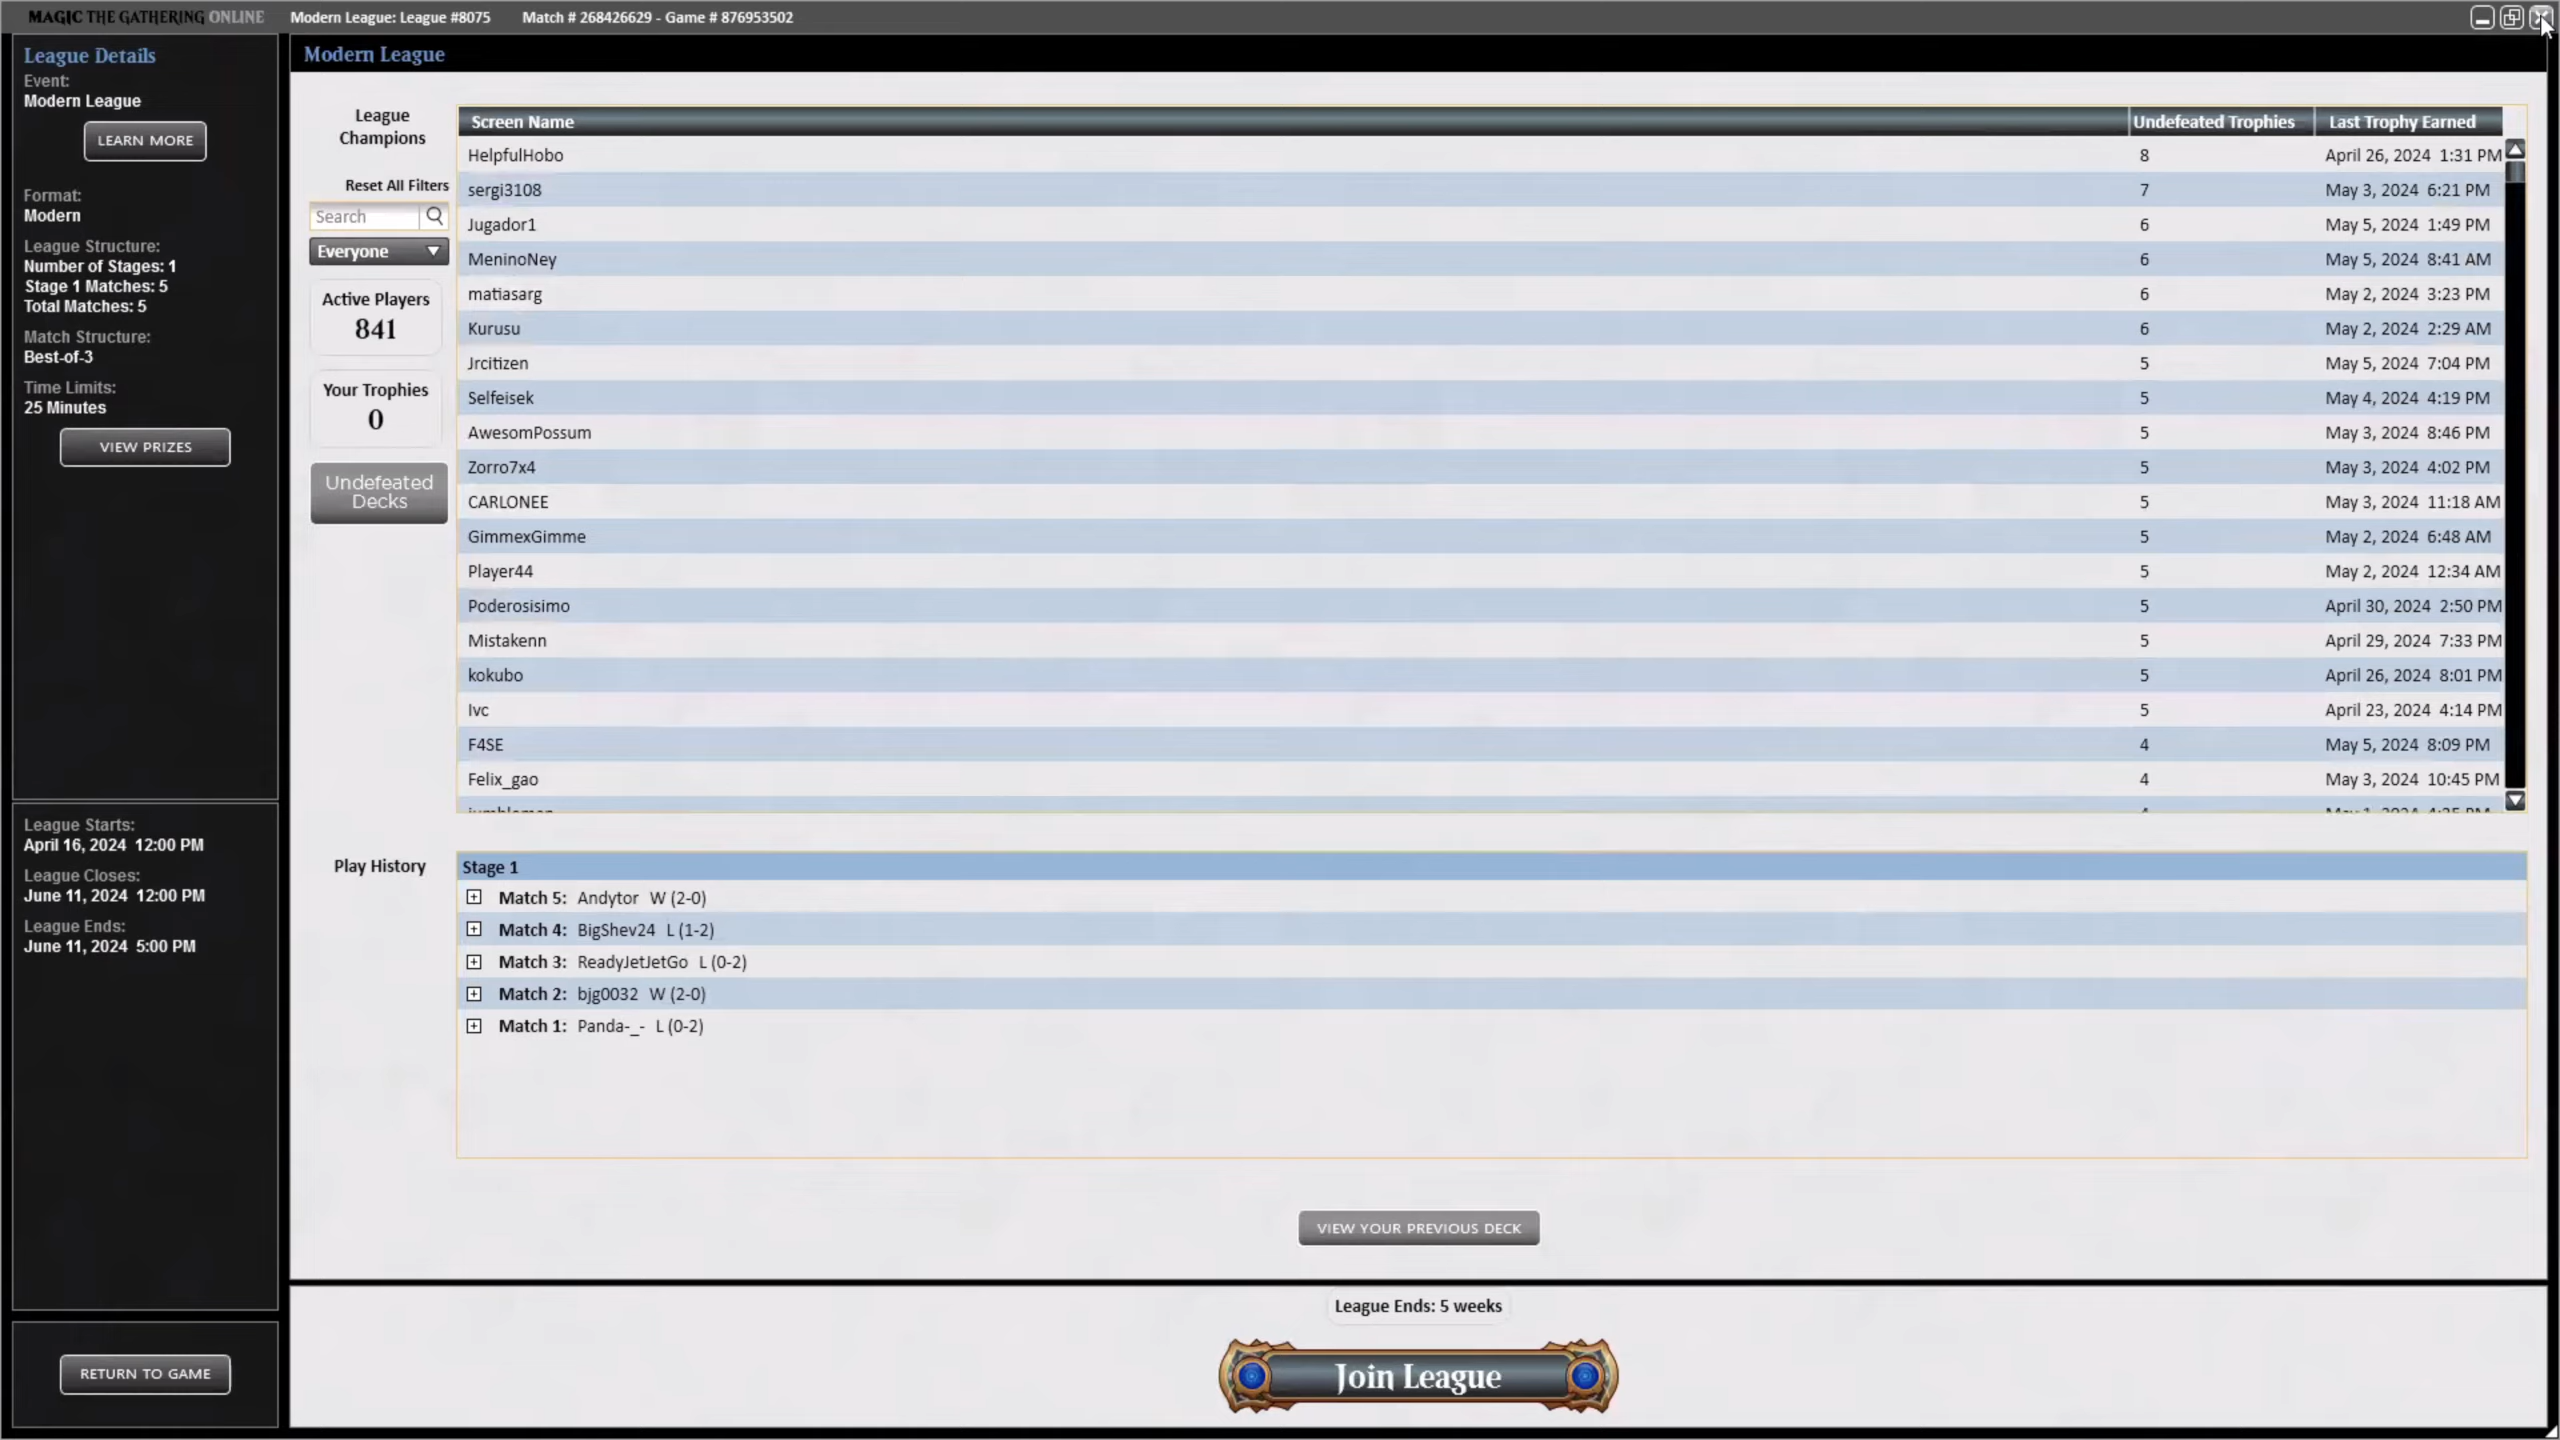 MAGIC THE GATHERING ONLINE Modern League: League #8075 Match # 268426629 - Game # 876953502
League Details
Event:
Modern League
LEARN MORE
Format:
Modern
League Structure:
Number of Stages: 1
Stage 1 Matches: 5
Total Matches: 5
Match Structure:
Best-of-3
Time Limits:
25 Minutes
VIEW PRIZES
League Starts:
April 16, 2024 12:00 PM
League Closes:
June 11, 2024 12:00 PM
League Ends:
June 11, 2024 5:00 PM
RETURN TO GAME
Modern League
League
Champions
Reset All Filters
Search
Everyone
Active Players
841
Your Trophies
0
Undefeated
Decks
Screen Name Undefeated Trophies Last Trophy Earned
HelpfulHobo 8 April 26, 2024 1:31 PM
sergi3108 7 May 3, 2024 6:21 PM
Jugador1 6 May 5, 2024 1:49 PM
MeninoNey 6 May 5, 2024 8:41 AM
matiasarg 6 May 2, 2024 3:23 PM
Kurusu 6 May 2, 2024 2:29 AM
Jrcitizen 5 May 5, 2024 7:04 PM
Selfeisek 5 May 4, 2024 4:19 PM
AwesomPossum 5 May 3, 2024 8:46 PM
Zorro7x4 5 May 3, 2024 4:02 PM
CARLONEE 5 May 3, 2024 11:18 AM
GimmexGimme 5 May 2, 2024 6:48 AM
Player44 5 May 2, 2024 12:34 AM
Poderosisimo 5 April 30, 2024 2:50 PM
Mistakenn 5 April 29, 2024 7:33 PM
kokubo 5 April 26, 2024 8:01 PM
lvc 5 April 23, 2024 4:14 PM
F4SE 4 May 5, 2024 8:09 PM
Felix_gao 4 May 3, 2024 10:45 PM
Play History
Stage 1
Match 5: Andytor W (2-0)
Match 4: BigShev24 L (1-2)
Match 3: ReadyJetJetGo L (0-2)
Match 2: bjg0032 W (2-0)
Match 1: Panda-_- L (0-2)
VIEW YOUR PREVIOUS DECK
League Ends: 5 weeks
Join League